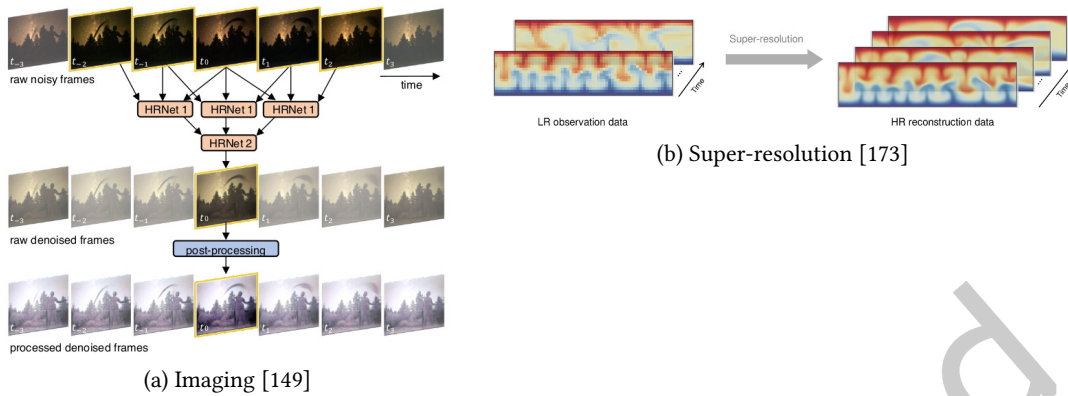 t₋₃ t₋₂ t₋₁ t₀ t₁ t₂ t₃
raw noisy frames
time
HRNet 1 HRNet 1 HRNet 1
HRNet 2
t₋₃ t₋₂ t₋₁ t₀ t₁ t₂ t₃
raw denoised frames
post-processing
t₋₃ t₋₂ t₋₁ t₀ t₁ t₂ t₃
processed denoised frames
(a) Imaging [149]
Super-resolution
...
Time
...
Time
LR observation data
HR reconstruction data
(b) Super-resolution [173]
d